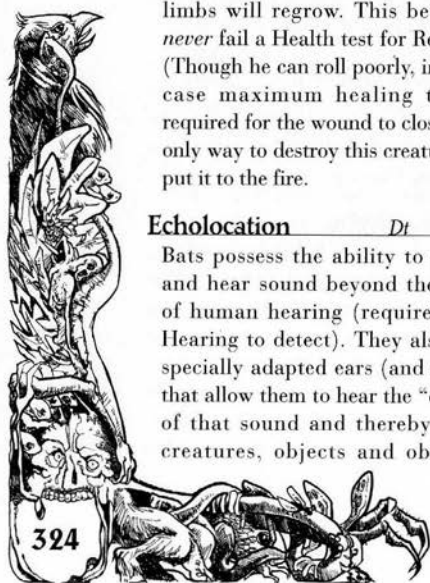 limbs will regrow. This be
never fail a Health test for Re
(Though he can roll poorly, in
case maximum healing t
required for the wound to clos
only way to destroy this creatu
put it to the fire.
Echolocation Dt
Bats possess the ability to
and hear sound beyond the
of human hearing (require
Hearing to detect). They als
specially adapted ears (and
that allow them to hear the “
of that sound and thereby
creatures, objects and ob
324